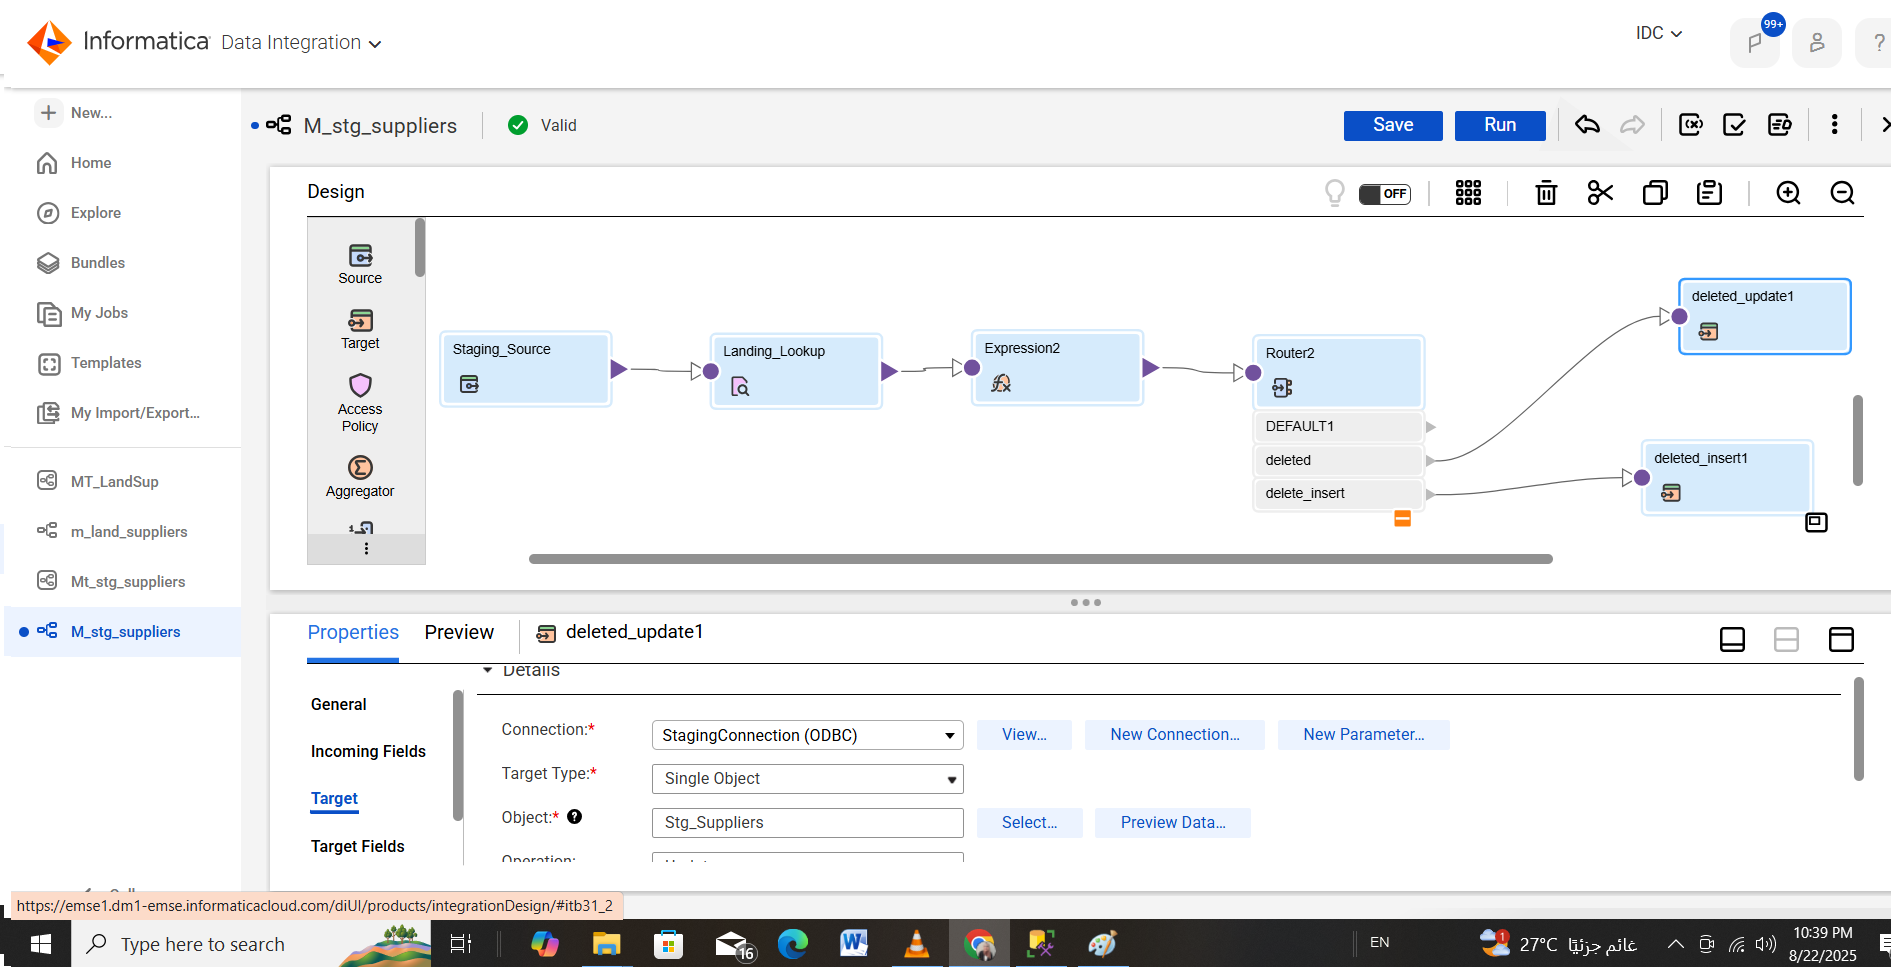 Informatica Data Integration
IDC
99+
?
New...
Home
Explore
Bundles
My Jobs
Templates
My Import/Export...
MT_LandSup
m_land_suppliers
Mt_stg_suppliers
M_stg_suppliers
M_stg_suppliers
Valid
Save
Run
Design
OFF
Source
Target
Access
Policy
Aggregator
Staging_Source
Landing_Lookup
Expression2
Router2
DEFAULT1
deleted
delete_insert
deleted_update1
deleted_insert1
Properties
Preview
deleted_update1
Details
General
Incoming Fields
Target
Target Fields
Connection:*
StagingConnection (ODBC)
View...
New Connection...
New Parameter...
Target Type:*
Single Object
Object:*
Stg_Suppliers
Select...
Preview Data...
Operation:
https://emse1.dm1-emse.informaticacloud.com/diUI/products/integrationDesign/#itb31_2
Type here to search
16
EN
1
27°C غائم جزئيًا
10:39 PM
8/22/2025